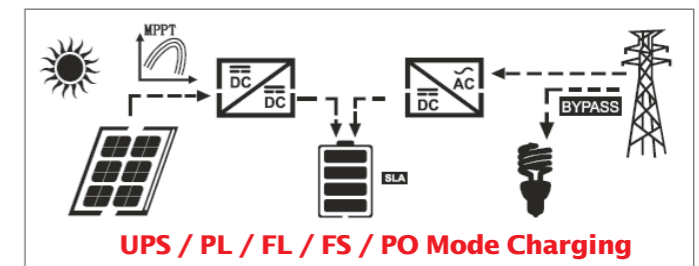 MPPT
DC
DC
AC
DC
BYPASS
SLA
UPS / PL / FL / FS / PO Mode Charging